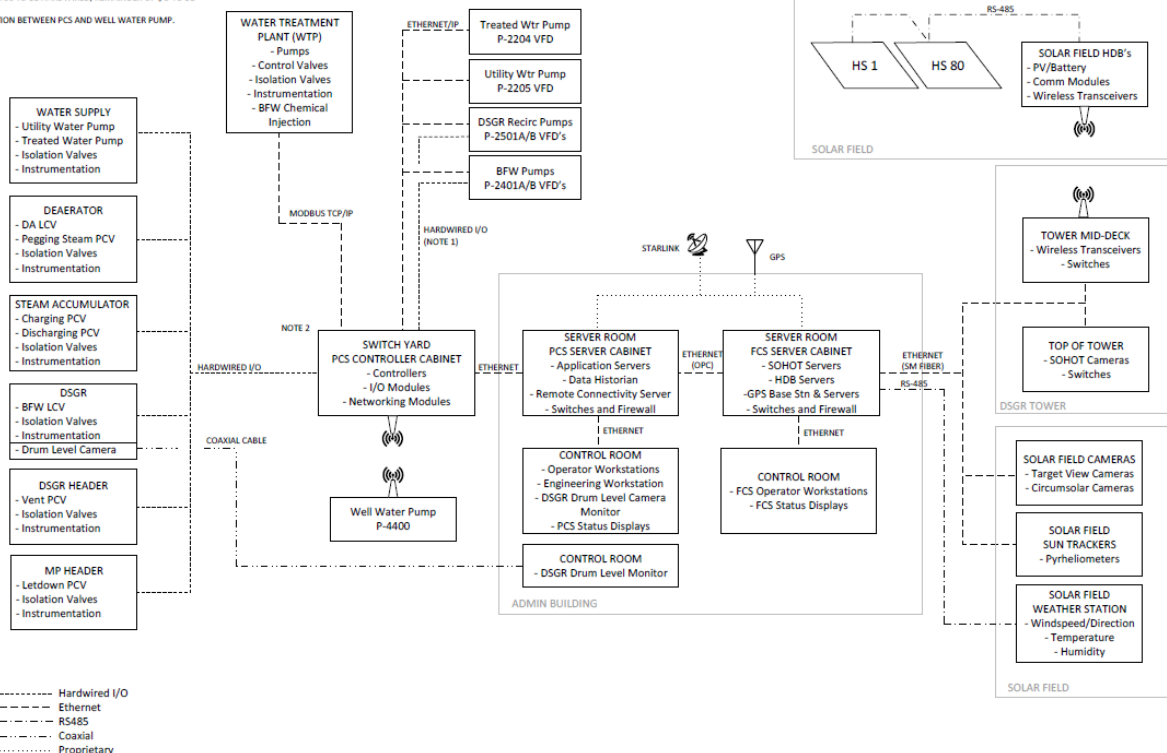 ION BETWEEN PCS AND WELL WATER PUMP.
WATER TREATMENT
PLANT (WTP)
- Pumps
- Control Valves
- Isolation Valves
- Instrumentation
- BFW Chemical
Injection
ETHERNET/IP
Treated Wtr Pump
P-2204 VFD
Utility Wtr Pump
P-2205 VFD
DSGR Recirc Pumps
P-2501A/B VFD's
BFW Pumps
P-2401A/B VFD's
RS-485
HS 1
HS 80
SOLAR FIELD HDB's
- PV/Battery
- Comm Modules
- Wireless Transceivers
SOLAR FIELD
WATER SUPPLY
- Utility Water Pump
- Treated Water Pump
- Isolation Valves
- Instrumentation
DEAERATOR
- DA LCV
- Pegging Steam PCV
- Isolation Valves
- Instrumentation
STEAM ACCUMULATOR
- Charging PCV
- Discharging PCV
- Isolation Valves
- Instrumentation
DSGR
- BFW LCV
- Isolation Valves
- Instrumentation
- Drum Level Camera
DSGR HEADER
- Vent PCV
- Isolation Valves
- Instrumentation
MP HEADER
- Letdown PCV
- Isolation Valves
- Instrumentation
HARDWIRED I/O
COAXIAL CABLE
MODBUS TCP/IP
HARDWIRED I/O
(NOTE 1)
NOTE 2
SWITCH YARD
PCS CONTROLLER CABINET
- Controllers
- I/O Modules
- Networking Modules
Well Water Pump
P-4400
ETHERNET
STARLINK
GPS
SERVER ROOM
PCS SERVER CABINET
- Application Servers
- Data Historian
- Remote Connectivity Server
- Switches and Firewall
ETHERNET
(OPC)
SERVER ROOM
FCS SERVER CABINET
- SOHOT Servers
- HDB Servers
-GPS Base Stn & Servers
- Switches and Firewall
ETHERNET
(SM FIBER)
RS-485
ETHERNET
ETHERNET
CONTROL ROOM
- Operator Workstations
- Engineering Workstation
- DSGR Drum Level Camera
Monitor
- PCS Status Displays
CONTROL ROOM
- FCS Operator Workstations
- FCS Status Displays
CONTROL ROOM
- DSGR Drum Level Monitor
ADMIN BUILDING
TOWER MID-DECK
- Wireless Transceivers
- Switches
TOP OF TOWER
- SOHOT Cameras
- Switches
DSGR TOWER
SOLAR FIELD CAMERAS
- Target View Cameras
- Circumsolar Cameras
SOLAR FIELD
SUN TRACKERS
- Pyrheliometers
SOLAR FIELD
WEATHER STATION
- Windspeed/Direction
- Temperature
- Humidity
SOLAR FIELD
Hardwired I/O
Ethernet
RS485
Coaxial
Proprietary